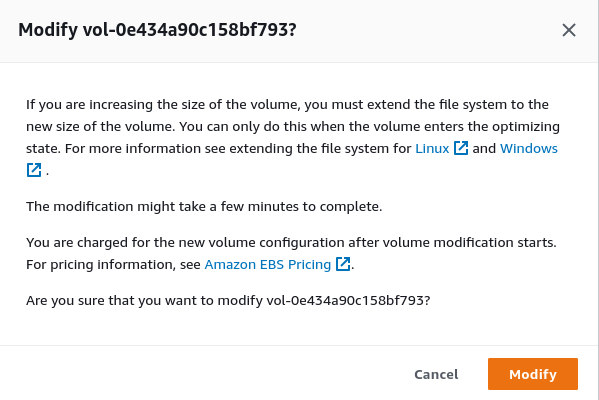 Modify vol-0e434a90c158bf793?
If you are increasing the size of the volume, you must extend the file system to the
new size of the volume. You can only do this when the volume enters the optimizing
state. For more information see extending the file system for Linux and Windows
.
The modification might take a few minutes to complete.
You are charged for the new volume configuration after volume modification starts.
For pricing information, see Amazon EBS Pricing .
Are you sure that you want to modify vol-0e434a90c158bf793?
Cancel Modify